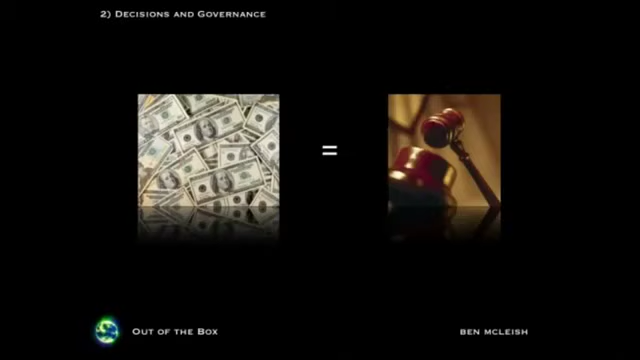 2) Decisions and Governance
=
Out of the Box
Ben McLeish